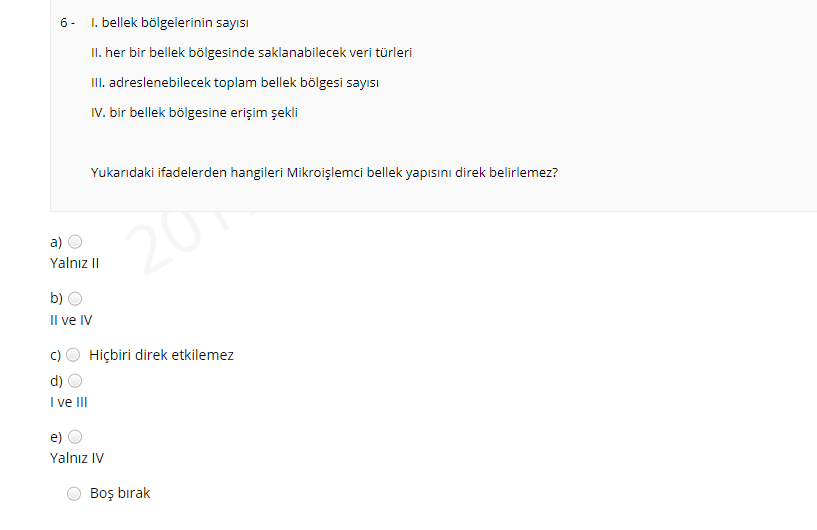 6 - I. bellek bölgelerinin sayısı
II. her bir bellek bölgesinde saklanabilecek veri türleri
III. adreslenebilecek toplam bellek bölgesi sayısı
IV. bir bellek bölgesine erişim şekli
Yukarıdaki ifadelerden hangileri Mikroişlemci bellek yapısını direk belirlemez?
a)
Yalnız II
b)
II ve IV
c) Hiçbiri direk etkilemez
d)
I ve III
e)
Yalnız IV
Boş bırak